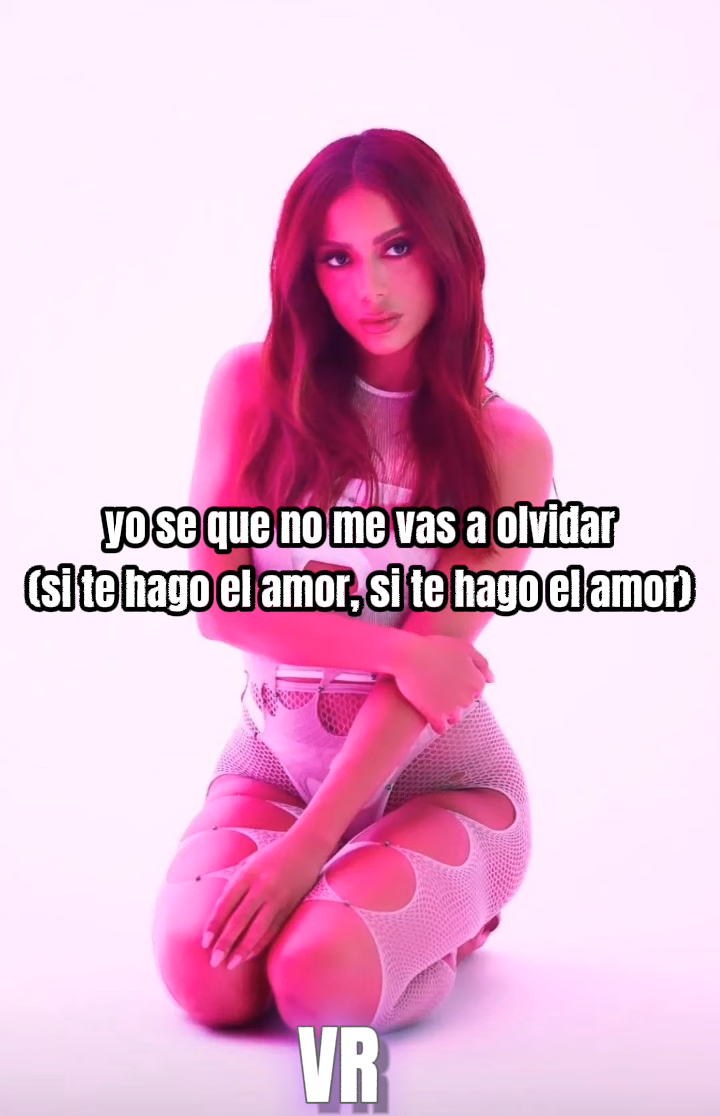 yo se que no me vas a olvidar
(si te hago el amor, si te hago el amor)
VR